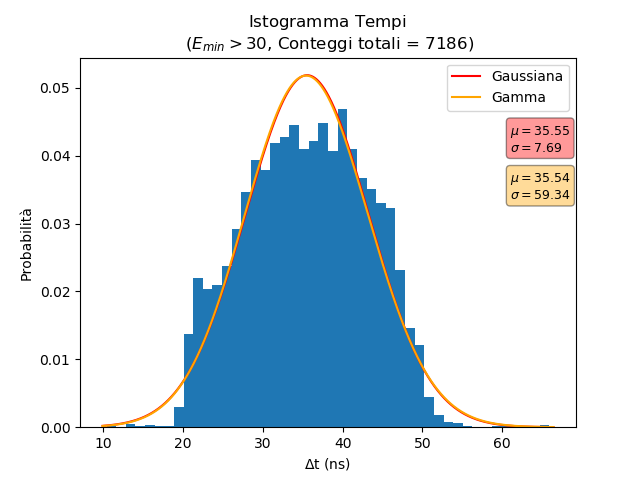 Istogramma Tempi
(E_min > 30, Conteggi totali = 7186)
Gaussiana
Gamma
μ = 35.55
σ = 7.69
μ = 35.54
σ = 59.34
Probabilità
0.05
0.04
0.03
0.02
0.01
0.00
10 20 30 40 50 60
Δt (ns)